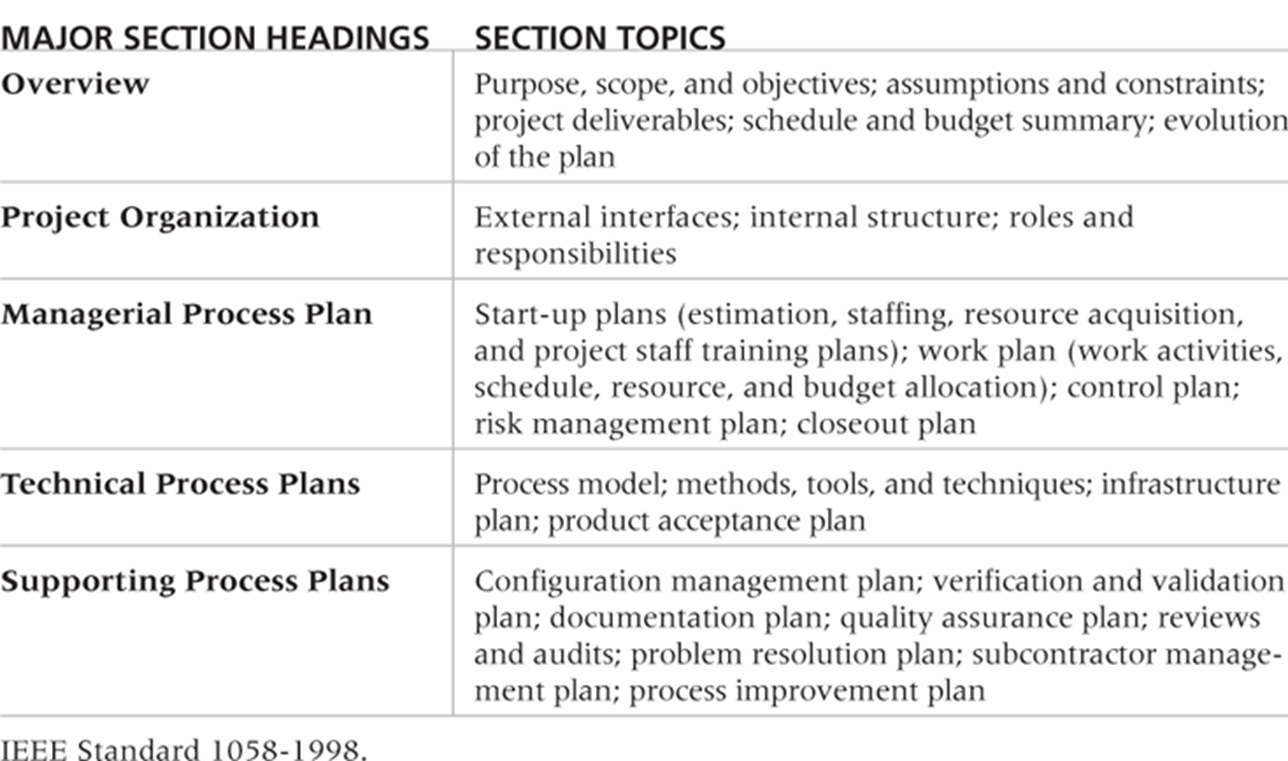 MAJOR SECTION HEADINGS SECTION TOPICS
Overview
Purpose, scope, and objectives; assumptions and constraints;
project deliverables; schedule and budget summary; evolution
of the plan
Project Organization
External interfaces; internal structure; roles and
responsibilities
Managerial Process Plan
Start-up plans (estimation, staffing, resource acquisition,
and project staff training plans); work plan (work activities,
schedule, resource, and budget allocation); control plan;
risk management plan; closeout plan
Technical Process Plans
Process model; methods, tools, and techniques; infrastructure
plan; product acceptance plan
Supporting Process Plans
Configuration management plan; verification and validation
plan; documentation plan; quality assurance plan; reviews
and audits; problem resolution plan; subcontractor manage-
ment plan; process improvement plan
IEEE Standard 1058-1998.